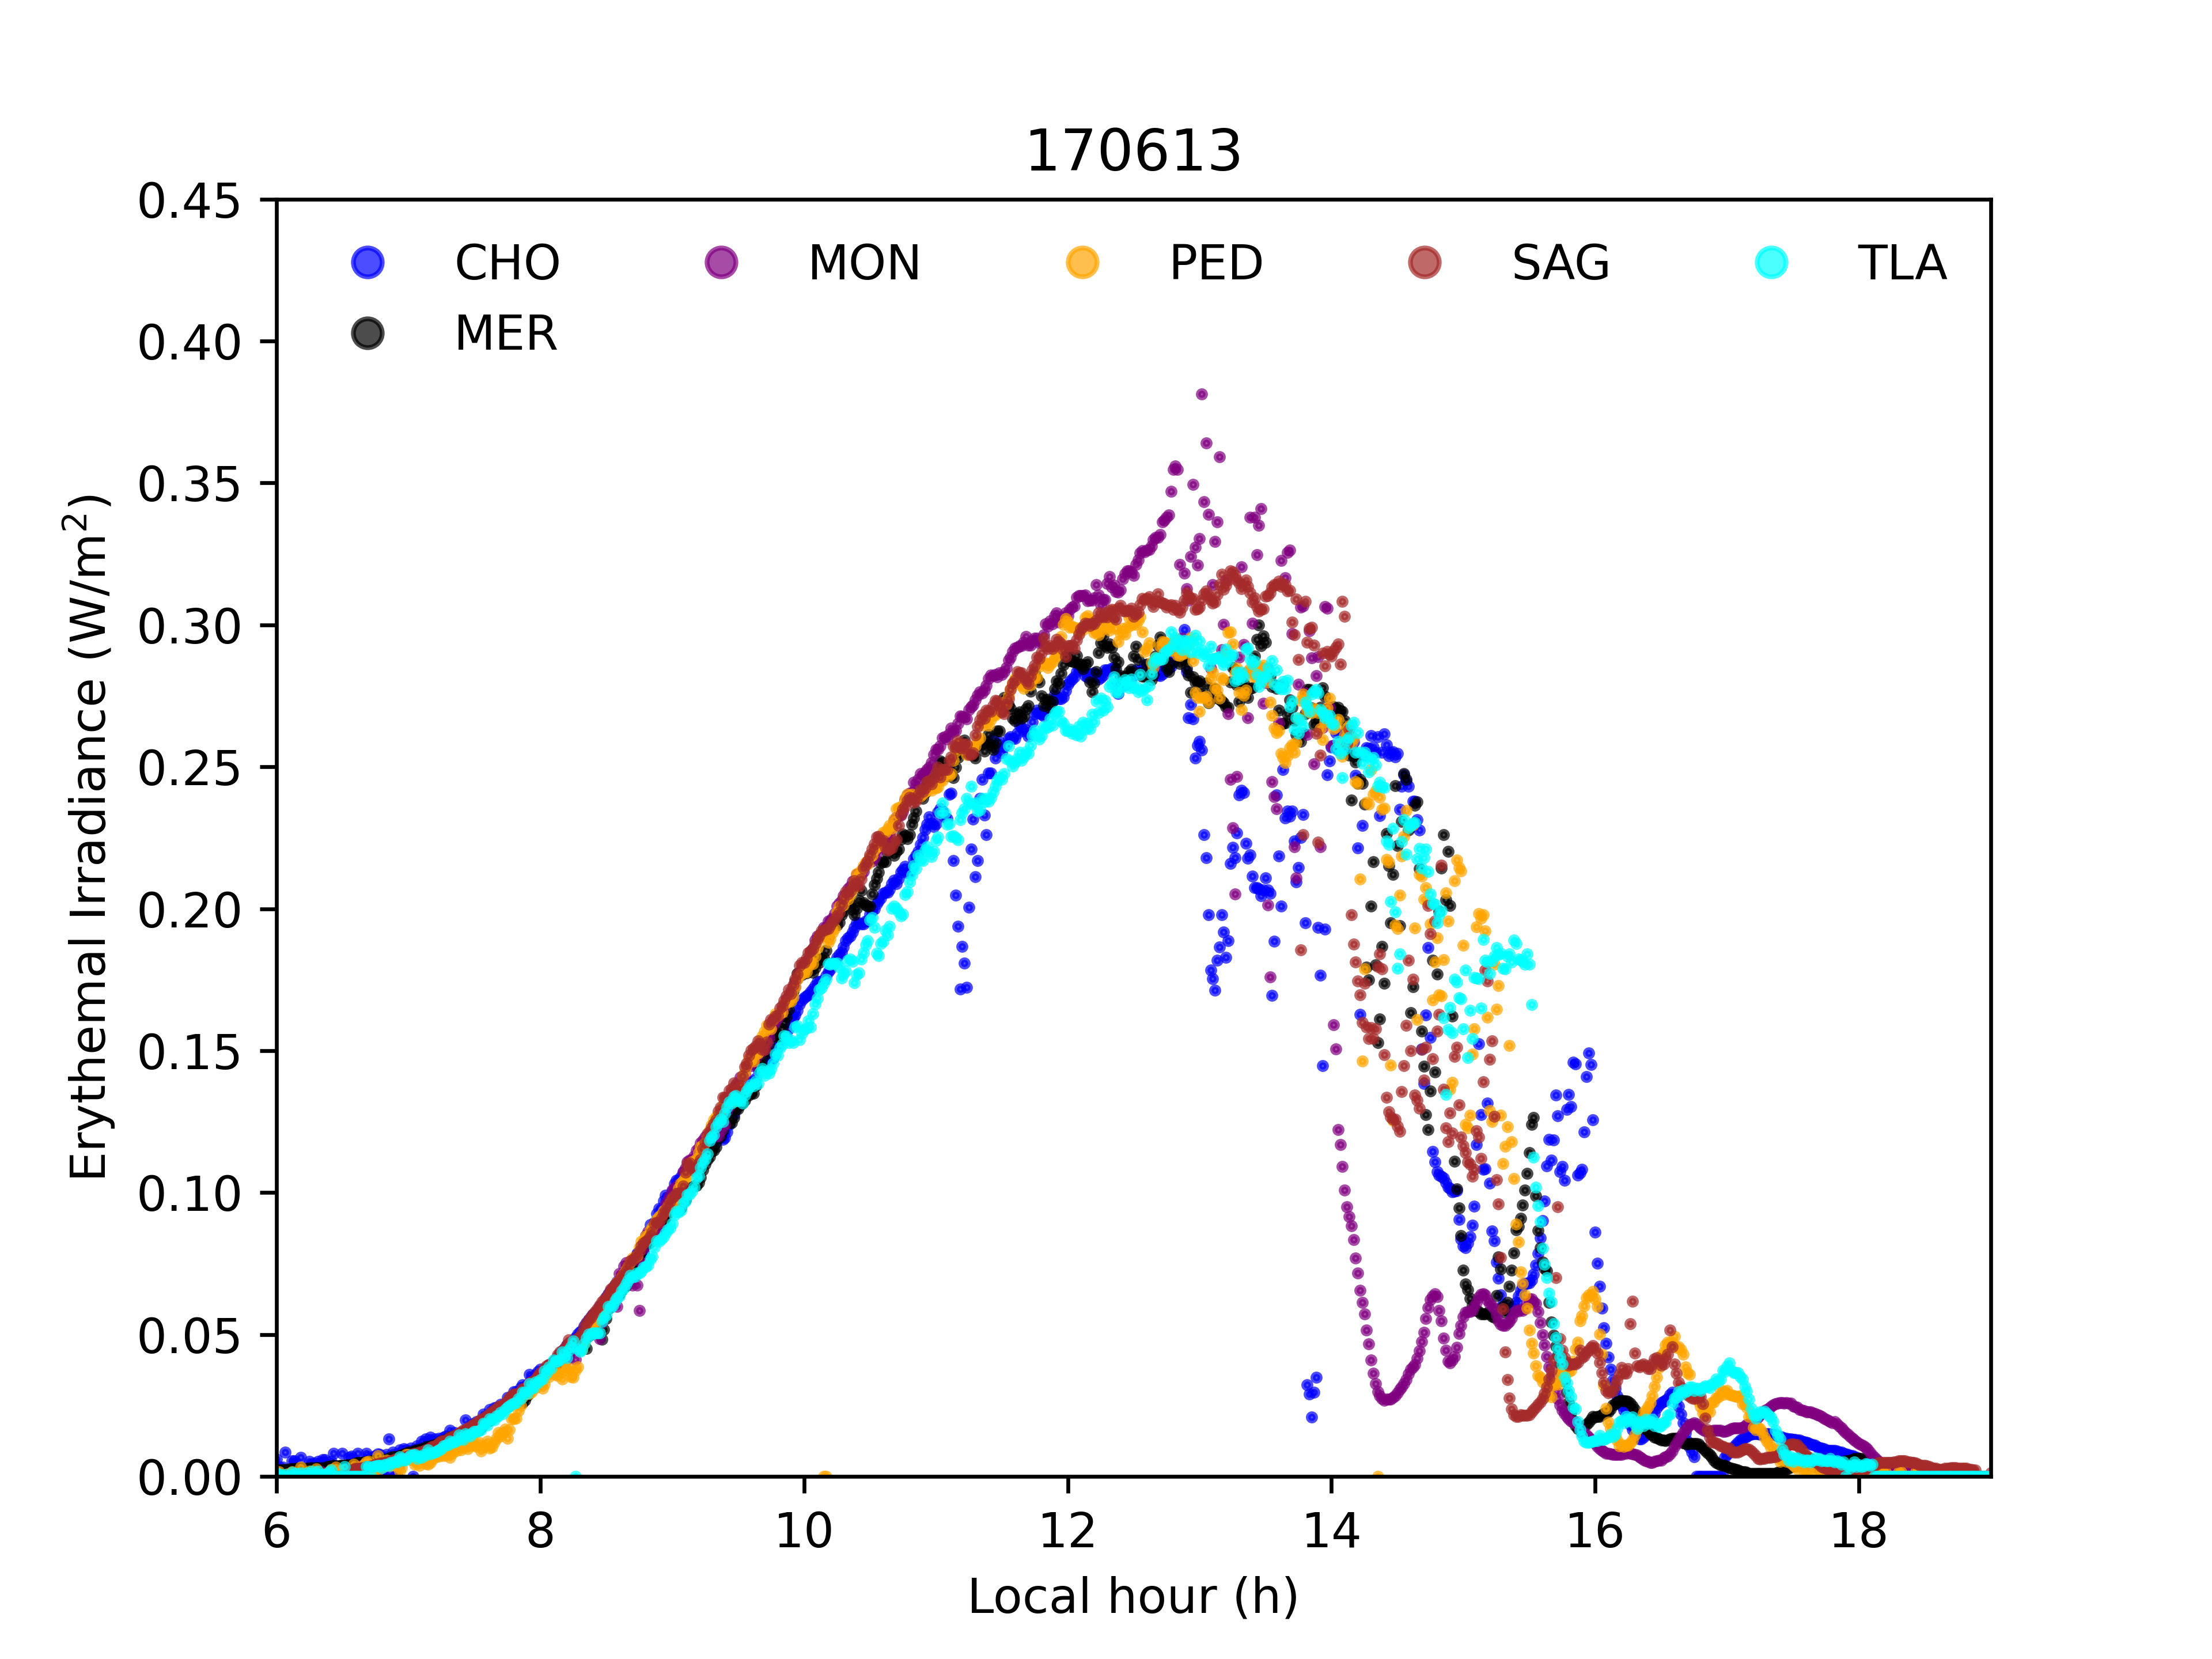 170613
0.45
0.40
0.35
0.30
0.25
0.20
0.15
0.10
0.05
0.00
Erythemal Irradiance (W/m²)
CHO MON PED SAG TLA
MER
6 8 10 12 14 16 18
Local hour (h)